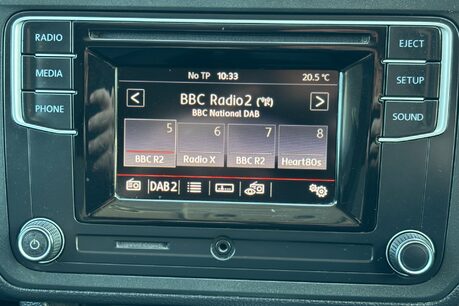 RADIO
MEDIA
PHONE
No TP 10:33 20.5 °C
BBC Radio2
BBC National DAB
5 6 7 8
BBC R2 Radio X BBC R2 Heart80s
DAB2
EJECT
SETUP
SOUND